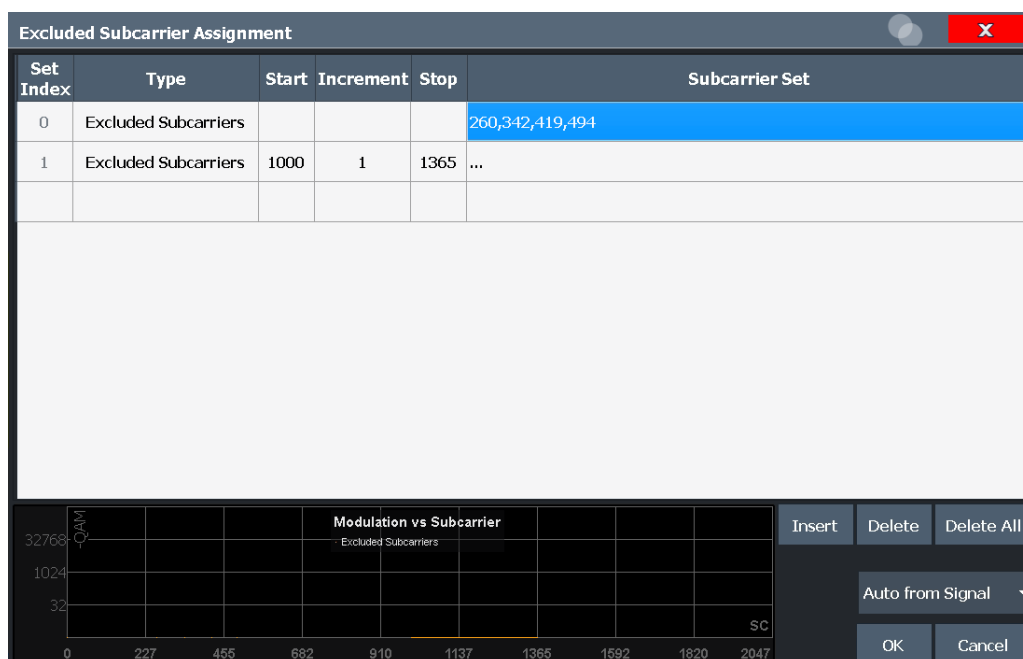 Excluded Subcarrier Assignment X
Set Index Type Start Increment Stop Subcarrier Set
0 Excluded Subcarriers 260,342,419,494
1 Excluded Subcarriers 1000 1 1365 ...
Modulation vs Subcarrier
- Excluded Subcarriers
-QAM
32768
1024
32
SC
0 227 455 682 910 1137 1365 1592 1820 2047
Insert Delete Delete All
Auto from Signal
OK Cancel